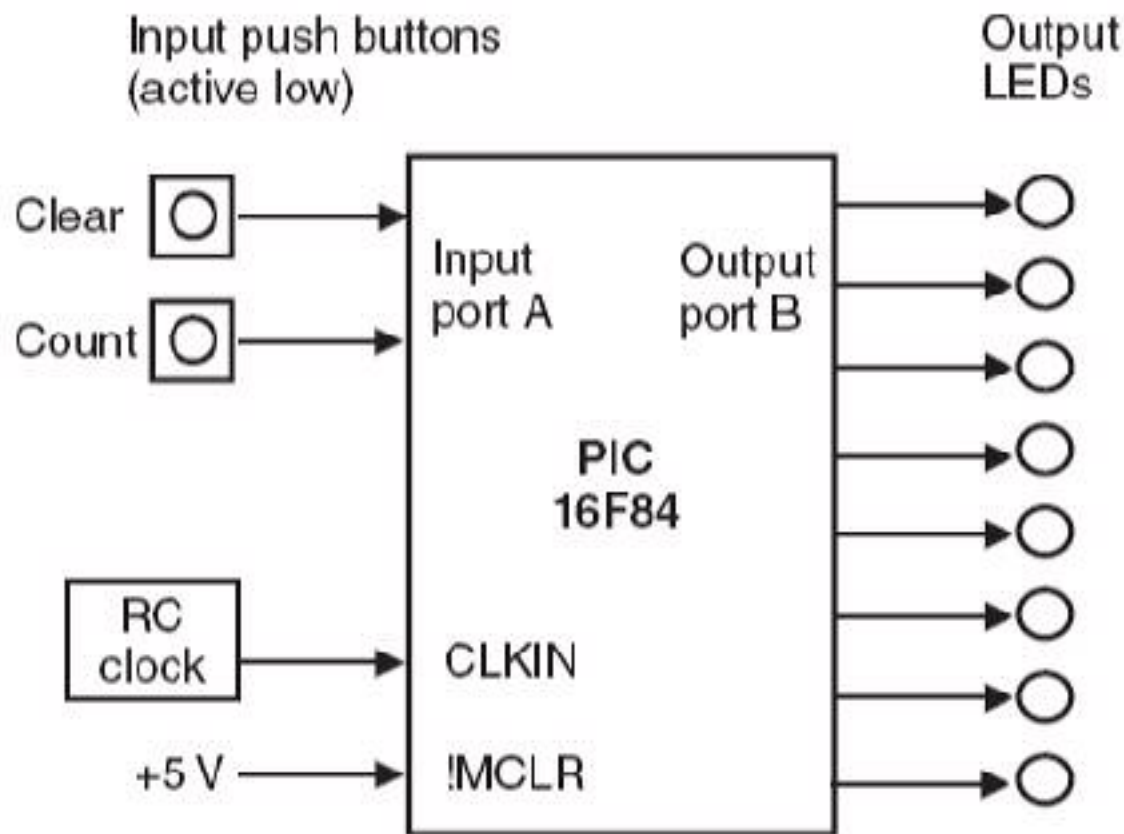 Input push buttons
(active low)
Output
LEDs
Clear
Count
Input
port A
Output
port B
PIC
16F84
RC
clock
CLKIN
+5 V
!MCLR